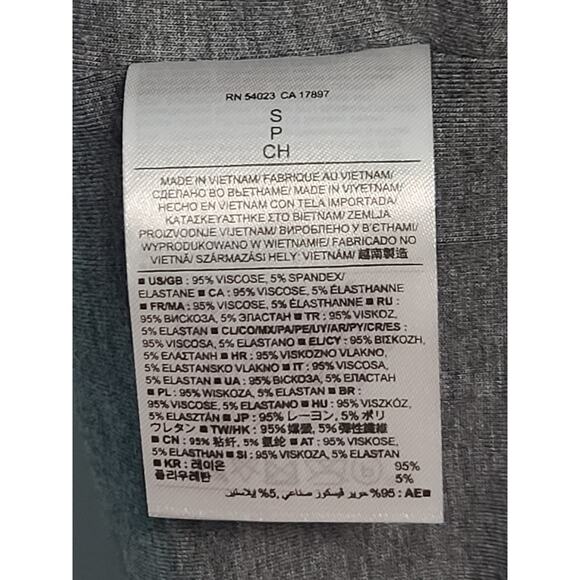 RN 54023 CA 17897
S
P
CH
MADE IN VIETNAM/ FABRIQUE AU VIETNAM/
СДЕЛАНО ВО ВЬЕТНАМЕ/ MADE IN VIYETNAM/
HECHO EN VIETNAM CON TELA IMPORTADA/
ΚΑΤΑΣΚΕΥΑΣΤΗΚΕ ΣΤΟ ΒΙΕΤΝΑΜ/ ZEMLJA
PROIZVODNJE VIJETNAM/ ВИРОБЛЕНО У В'ЄТНАМІ/
WYPRODUKOWANO W WIETNAMIE/ FABRICADO NO
VIETNÃ/ SZÁRMAZÁSI HELY: VIETNÁM/ 越南製造
■ US/GB : 95% VISCOSE, 5% SPANDEX/
ELASTANE ■ CA : 95% VISCOSE, 5% ÉLASTHANNE
■ FR/MA : 95% VISCOSE, 5% ÉLASTHANNE ■ RU :
95% ВИСКОЗА, 5% ЭЛАСТАН ■ TR : 95% VISKOZ,
5% ELASTAN ■ CL/CO/MX/PA/PE/UY/AR/PY/CR/ES :
95% VISCOSA, 5% ELASTANO ■ EL/CY : 95% ΒΙΣΚΟΖΗ,
5% ΕΛΑΣΤΑΝΗ ■ HR : 95% VISKOZNO VLAKNO,
5% ELASTANSKO VLAKNO ■ IT : 95% VISCOSA,
5% ELASTAN ■ UA : 95% ВІСКОЗА, 5% ЕЛАСТАН
■ PL : 95% WISKOZA, 5% ELASTAN ■ BR :
95% VISCOSE, 5% ELASTANO ■ HU : 95% VISZKÓZ,
5% ELASZTÁN ■ JP : 95% レーヨン, 5% ポリ
ウレタン ■ TW/HK : 95% 嫘縈, 5% 彈性纖維
■ CN : 95% 粘纤, 5% 氨纶 ■ AT : 95% VISKOSE,
5% ELASTHAN ■ SI : 95% VISKOZA, 5% ELASTAN
■ KR : 레이온 95%
폴리우레탄 5%
■ AE : 95% حرير فيسكوز صناعي, 5% إيلاستين